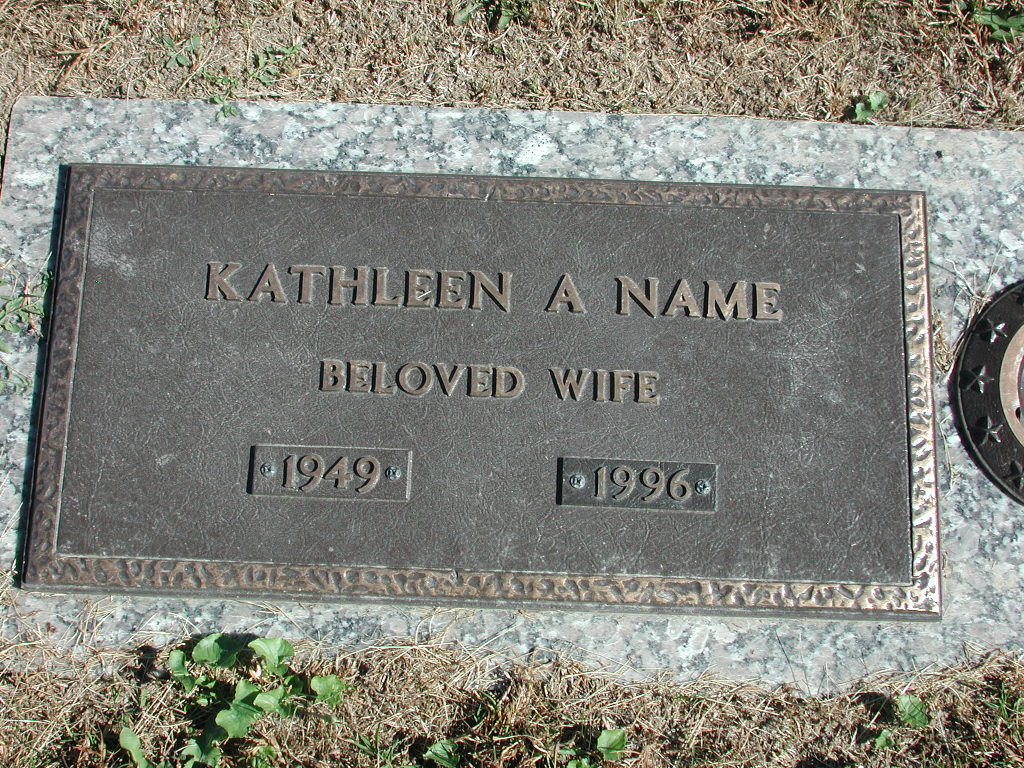 KATHLEEN A NAME
BELOVED WIFE
1949 1996